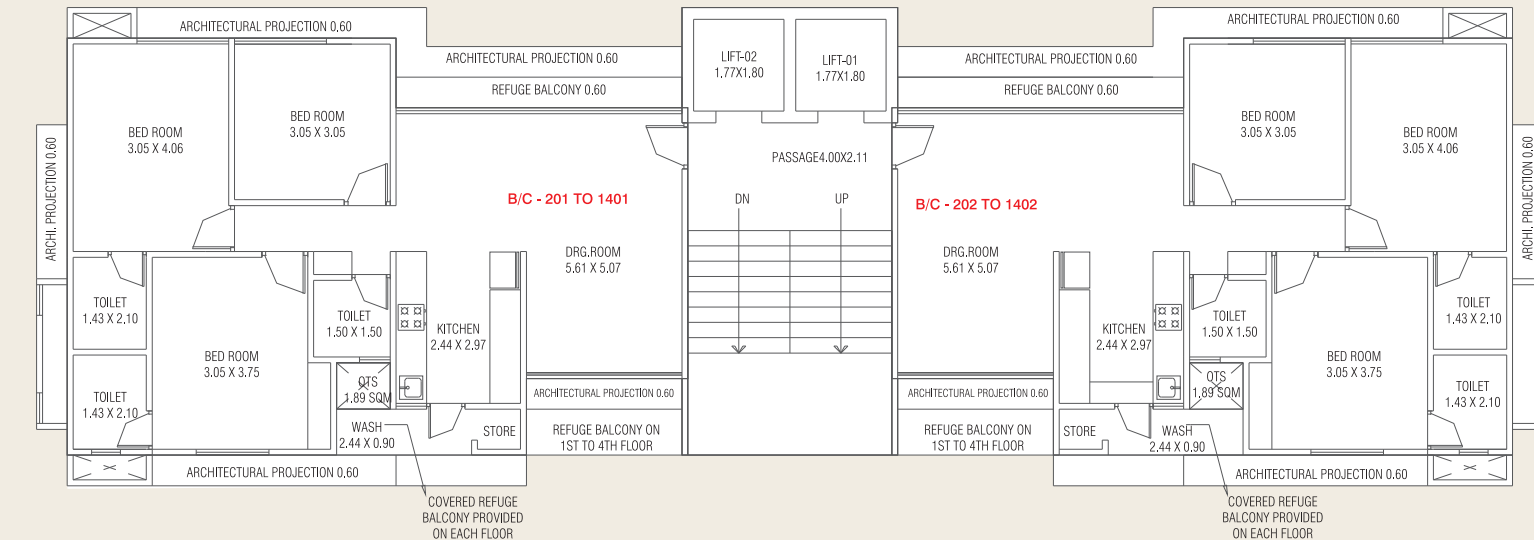 ARCHITECTURAL PROJECTION 0.60
ARCHITECTURAL PROJECTION 0.60
REFUGE BALCONY 0.60
LIFT-02
1.77X1.80
LIFT-01
1.77X1.80
ARCHITECTURAL PROJECTION 0.60
ARCHITECTURAL PROJECTION 0.60
REFUGE BALCONY 0.60
ARCHI. PROJECTION 0.60
BED ROOM
3.05 X 4.06
BED ROOM
3.05 X 3.05
B/C - 201 TO 1401
DRG.ROOM
5.61 X 5.07
PASSAGE4.00X2.11
DN
UP
B/C - 202 TO 1402
DRG.ROOM
5.61 X 5.07
BED ROOM
3.05 X 3.05
BED ROOM
3.05 X 4.06
ARCHI. PROJECTION 0.60
TOILET
1.43 X 2.10
TOILET
1.43 X 2.10
BED ROOM
3.05 X 3.75
TOILET
1.50 X 1.50
OTS
1.89 SQM
KITCHEN
2.44 X 2.97
WASH
2.44 X 0.90
STORE
ARCHITECTURAL PROJECTION 0.60
REFUGE BALCONY ON
1ST TO 4TH FLOOR
ARCHITECTURAL PROJECTION 0.60
COVERED REFUGE
BALCONY PROVIDED
ON EACH FLOOR
ARCHITECTURAL PROJECTION 0.60
REFUGE BALCONY ON
1ST TO 4TH FLOOR
KITCHEN
2.44 X 2.97
STORE
WASH
2.44 X 0.90
TOILET
1.50 X 1.50
OTS
1.89 SQM
BED ROOM
3.05 X 3.75
TOILET
1.43 X 2.10
TOILET
1.43 X 2.10
ARCHITECTURAL PROJECTION 0.60
COVERED REFUGE
BALCONY PROVIDED
ON EACH FLOOR